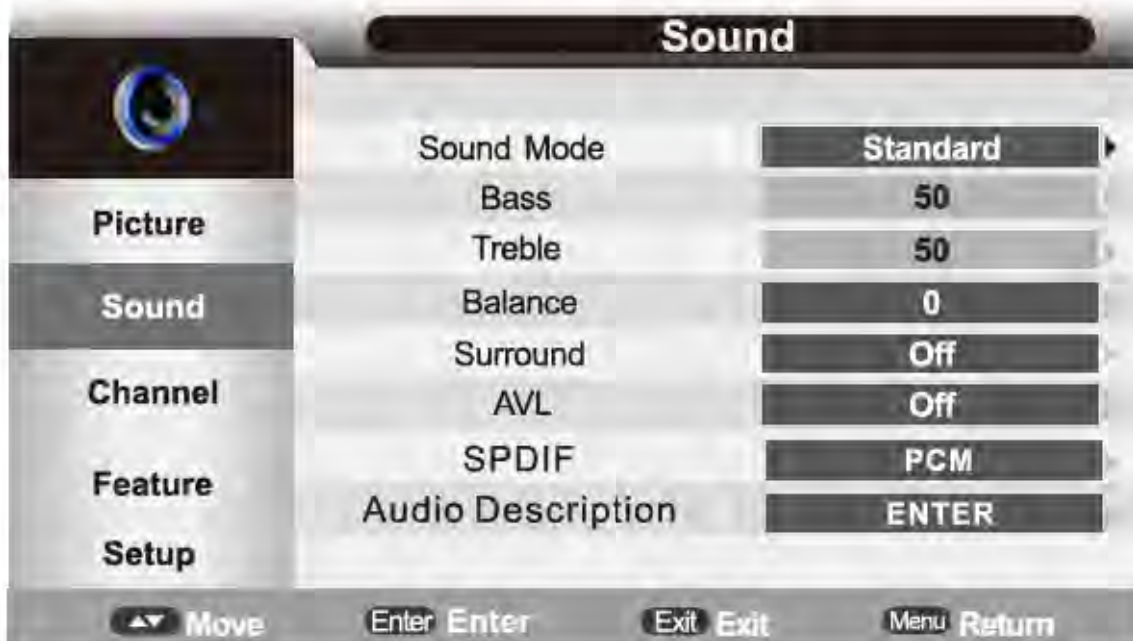 Sound
Picture
Sound
Channel
Feature
Setup
Sound Mode Standard
Bass 50
Treble 50
Balance 0
Surround Off
AVL Off
SPDIF PCM
Audio Description ENTER
Move Enter Enter Exit Exit Menu Return